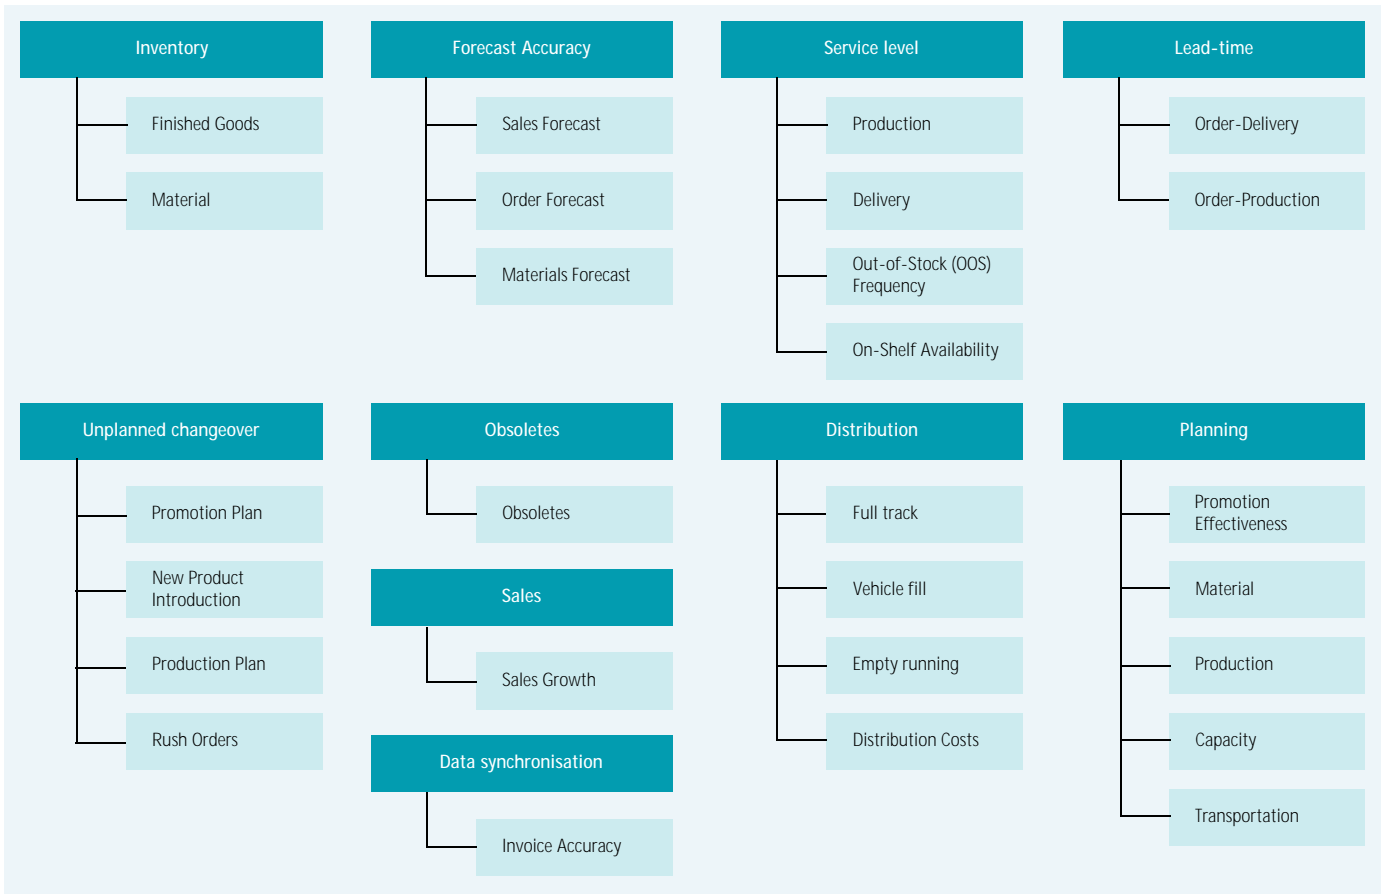 Inventory
Finished Goods
Material
Forecast Accuracy
Sales Forecast
Order Forecast
Materials Forecast
Service level
Production
Delivery
Out-of-Stock (OOS)
Frequency
On-Shelf Availability
Lead-time
Order-Delivery
Order-Production
Unplanned changeover
Promotion Plan
New Product
Introduction
Production Plan
Rush Orders
Obsoletes
Obsoletes
Sales
Sales Growth
Data synchronisation
Invoice Accuracy
Distribution
Full track
Vehicle fill
Empty running
Distribution Costs
Planning
Promotion
Effectiveness
Material
Production
Capacity
Transportation